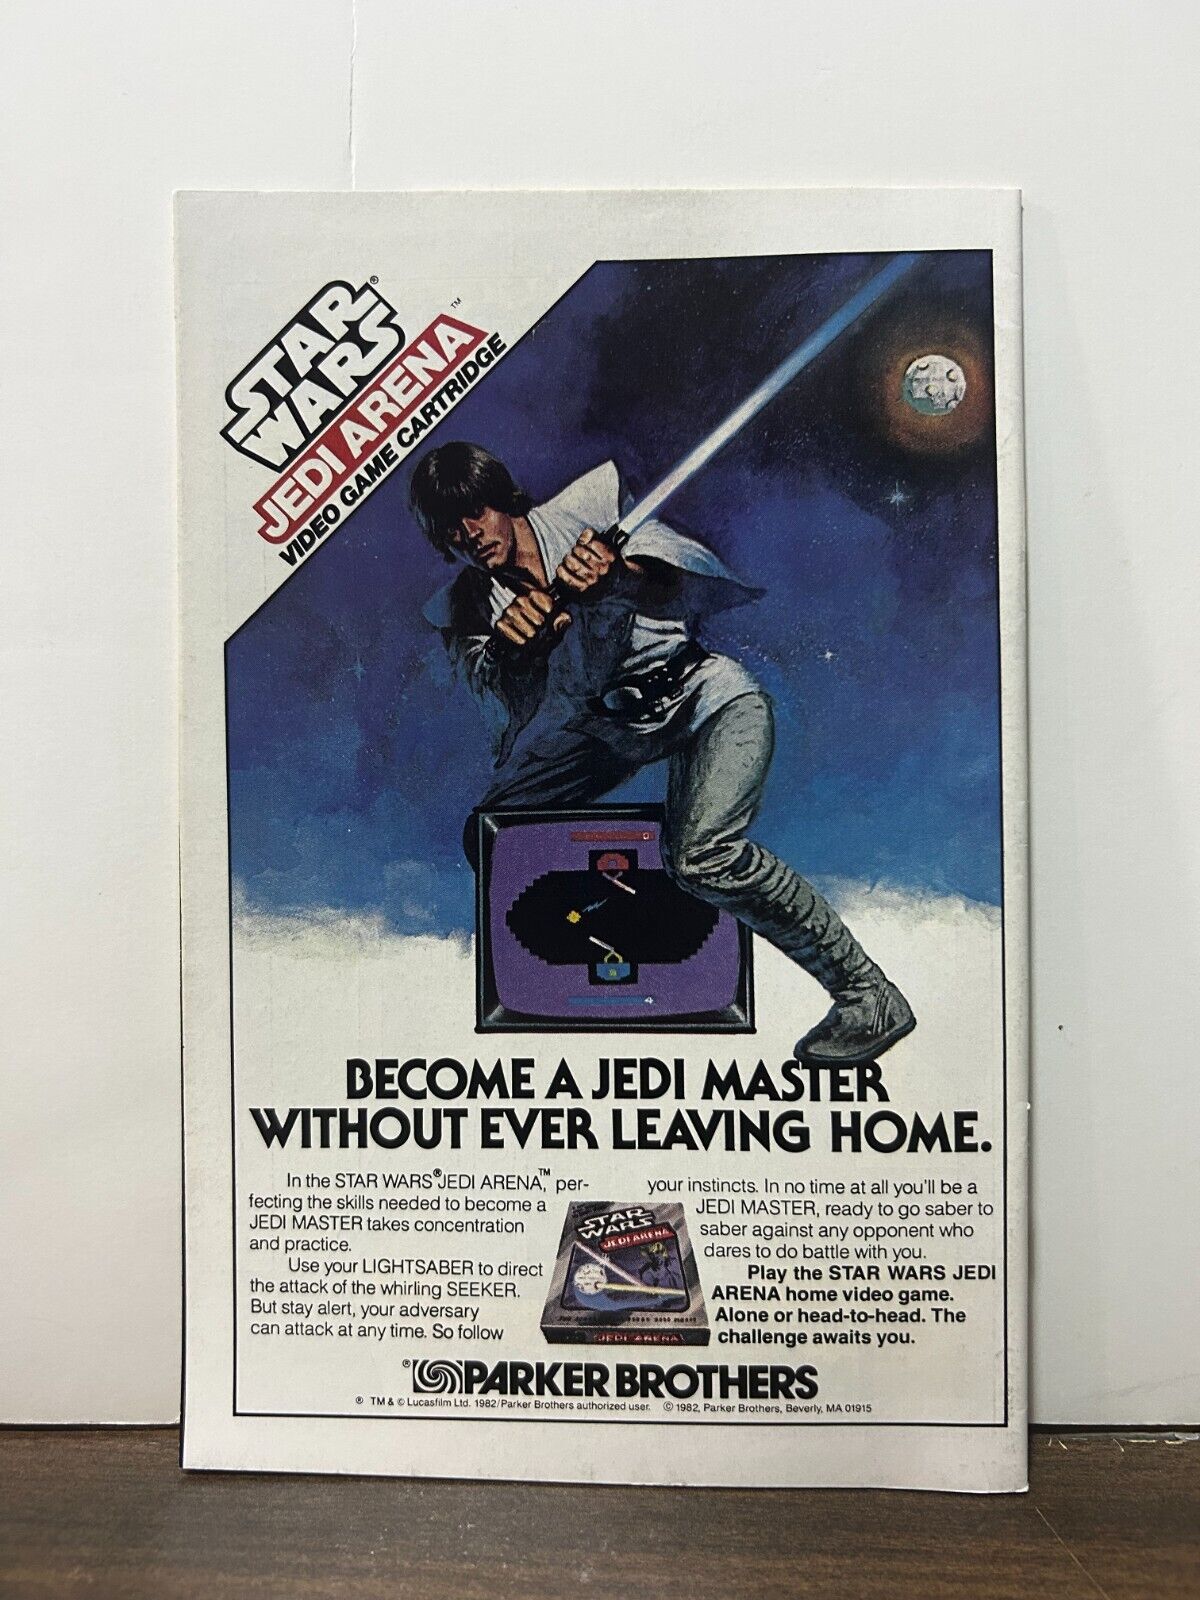 STAR®
WARS
JEDI ARENA™
VIDEO GAME CARTRIDGE
0
4
BECOME A JEDI MASTER
WITHOUT EVER LEAVING HOME.
In the STAR WARS® JEDI ARENA,™ per-
fecting the skills needed to become a
JEDI MASTER takes concentration
and practice.
Use your LIGHTSABER to direct
the attack of the whirling SEEKER.
But stay alert, your adversary
can attack at any time. So follow
your instincts. In no time at all you'll be a
JEDI MASTER, ready to go saber to
saber against any opponent who
dares to do battle with you.
Play the STAR WARS JEDI
ARENA home video game.
Alone or head-to-head. The
challenge awaits you.
STAR
WARS
JEDI ARENA
JEDI ARENA
®PARKER BROTHERS
® TM & © Lucasfilm Ltd. 1982/Parker Brothers authorized user. © 1982, Parker Brothers, Beverly, MA 01915